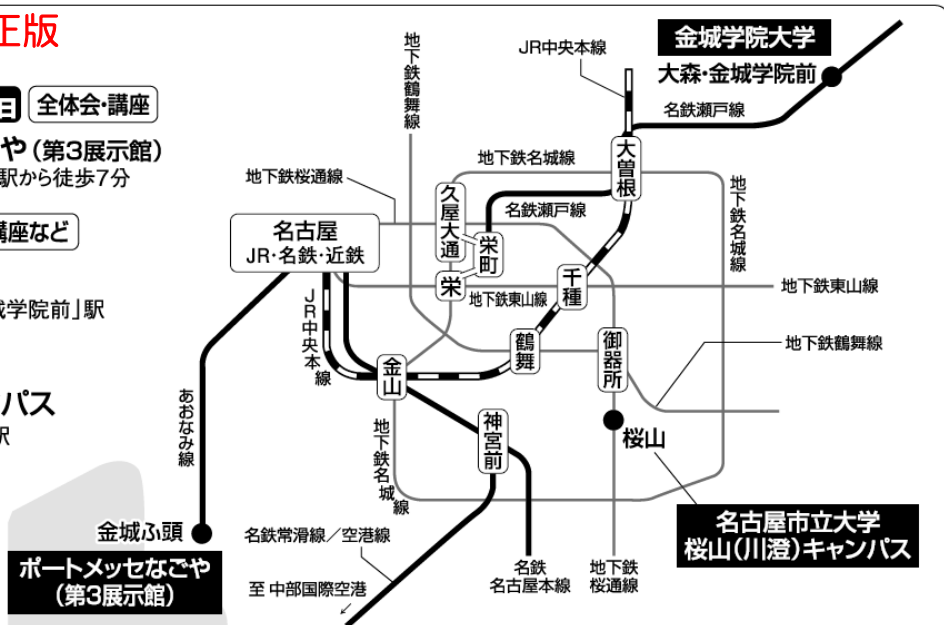 正版
日 全体会・講座
や(第3展示館)
駅から徒歩7分
講座など
城学院前」駅
パス
駅
地下鉄鶴舞線
JR中央本線
金城学院大学
大森・金城学院前
名鉄瀬戸線
大曽根
地下鉄名城線
地下鉄桜通線
久屋大通
名鉄瀬戸線
地下鉄名城線
名古屋
JR・名鉄・近鉄
栄町
栄
地下鉄東山線
千種
地下鉄東山線
JR中央本線
鶴舞
御器所
地下鉄鶴舞線
金山
あおなみ線
地下鉄名城線
神宮前
桜山
金城ふ頭
ポートメッセなごや
(第3展示館)
名鉄常滑線/空港線
至 中部国際空港
名鉄
名古屋本線
地下鉄
桜通線
名古屋市立大学
桜山(川澄)キャンパス